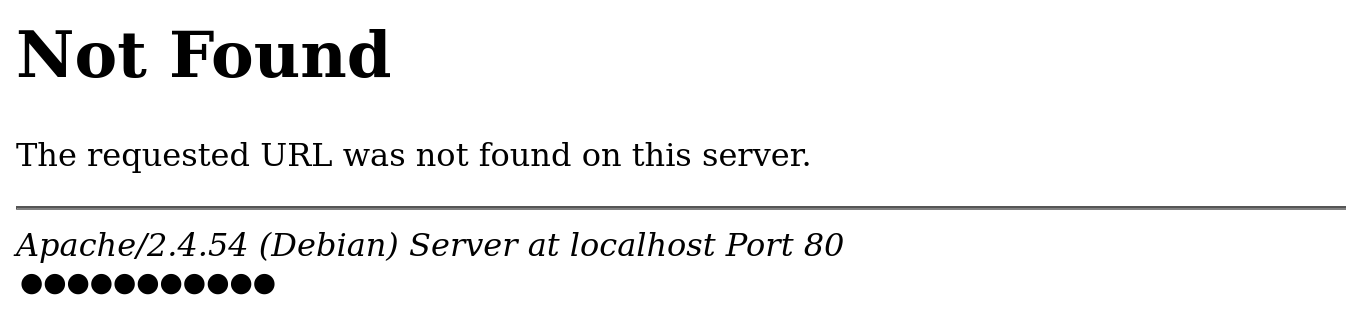 Not Found
The requested URL was not found on this server.
Apache/2.4.54 (Debian) Server at localhost Port 80
●●●●●●●●●●●